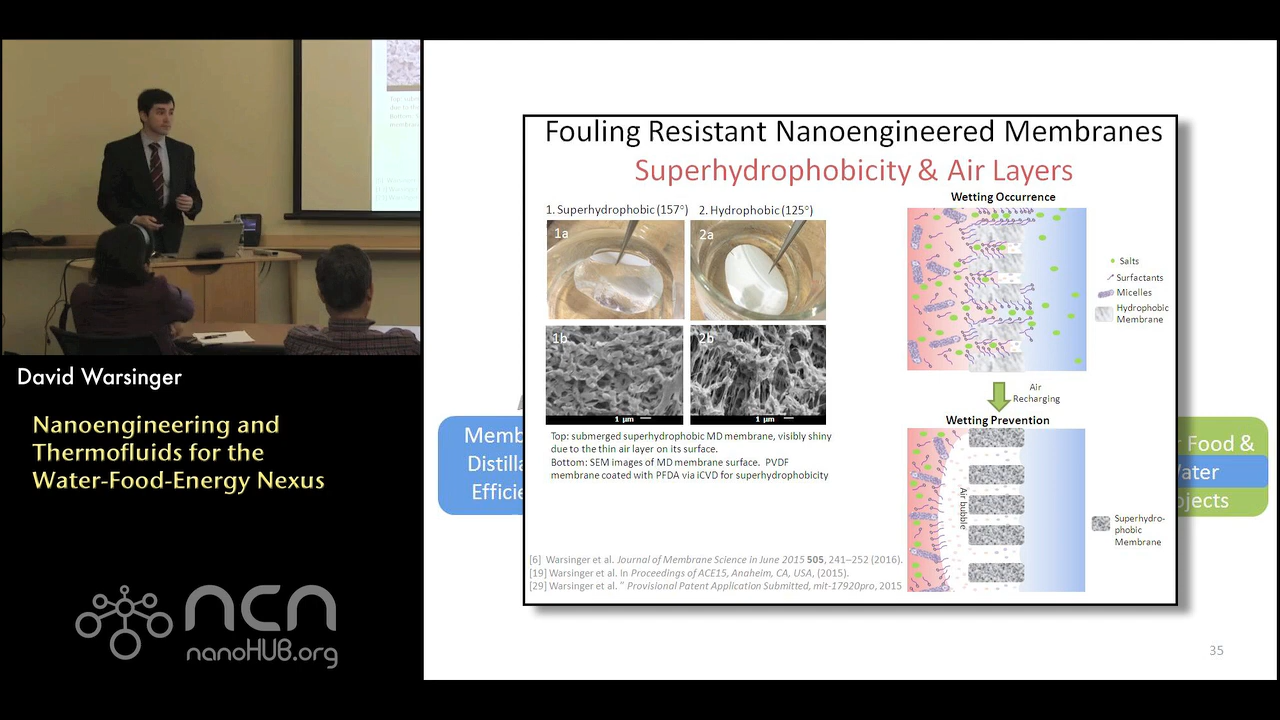 David Warsinger
Nanoengineering and
Thermofluids for the
Water-Food-Energy Nexus
ncn
nanoHUB.org
Fouling Resistant Nanoengineered Membranes
Superhydrophobicity & Air Layers
1. Superhydrophobic (157°)
2. Hydrophobic (125°)
1a
2a
1b
2b
1 µm
1 µm
Top: submerged superhydrophobic MD membrane, visibly shiny
due to the thin air layer on its surface.
Bottom: SEM images of MD membrane surface. PVDF
membrane coated with PFDA via iCVD for superhydrophobicity
Wetting Occurrence
Salts
Surfactants
Micelles
Hydrophobic
Membrane
Air
Recharging
Wetting Prevention
Air bubble
Superhydro-
phobic
Membrane
[6] Warsinger et al. Journal of Membrane Science in June 2015 505, 241–252 (2016).
[19] Warsinger et al. In Proceedings of ACE15, Anaheim, CA, USA, (2015).
[29] Warsinger et al. " Provisional Patent Application Submitted, mit-17920pro, 2015
Memb
Distilla
Efficie
Food &
ater
jects
35